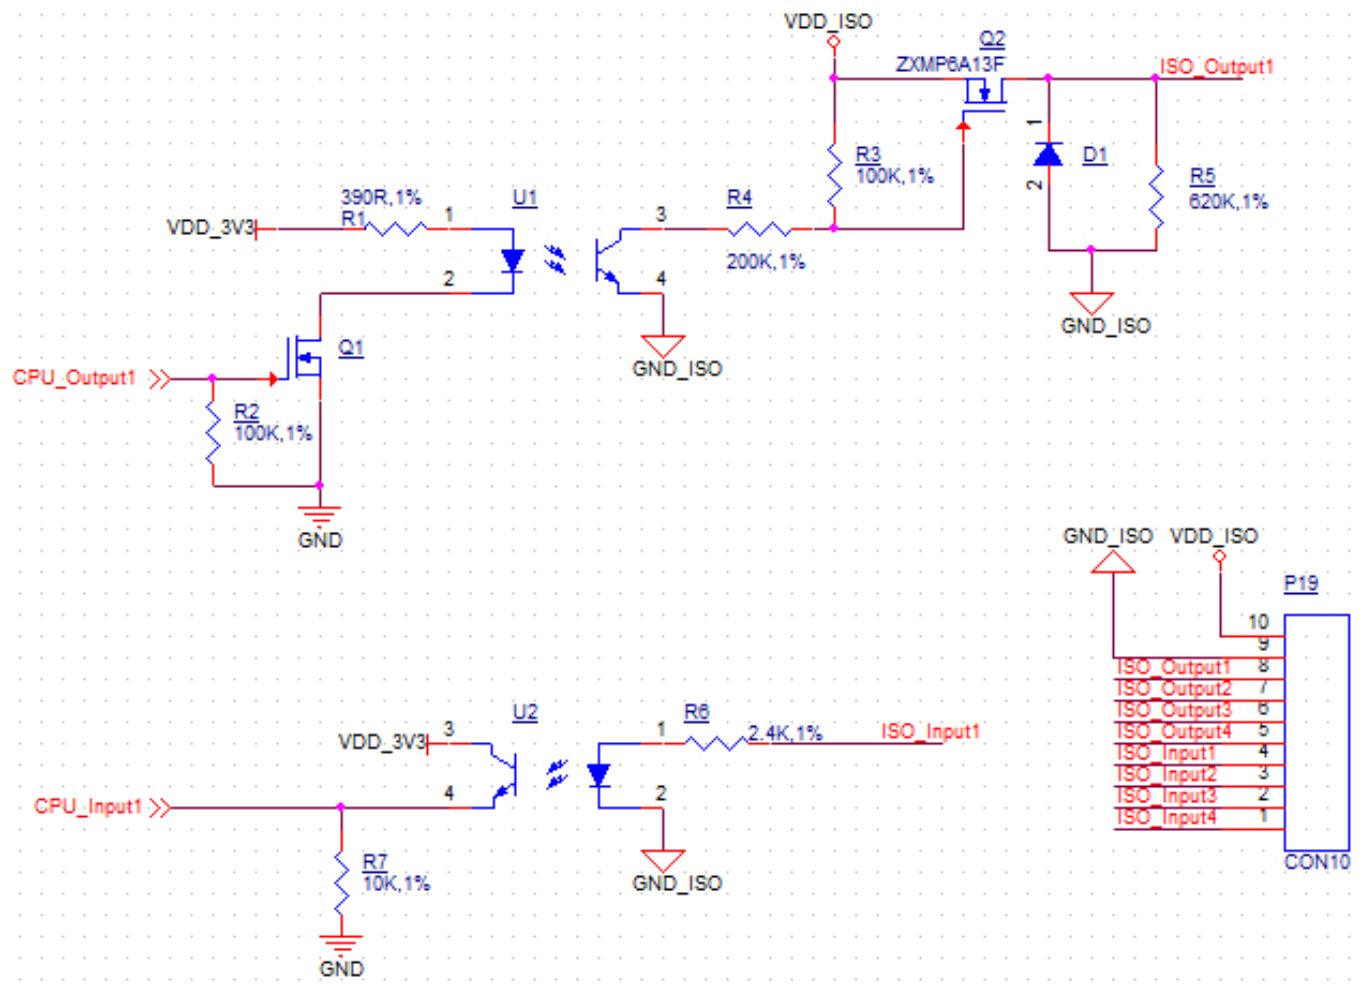 VDD_ISO
Q2
ZXMP6A13F
ISO_Output1
1
D1
2
R3
100K,1%
R5
620K,1%
390R,1%
R1
VDD_3V3
1
U1
3
R4
200K,1%
2
4
GND_ISO
GND_ISO
Q1
CPU_Output1
R2
100K,1%
GND
GND_ISO
VDD_ISO
P19
10
9
ISO_Output1 8
ISO_Output2 7
ISO_Output3 6
ISO_Output4 5
ISO_Input1 4
ISO_Input2 3
ISO_Input3 2
ISO_Input4 1
CON10
VDD_3V3
3
U2
1
R6
2.4K,1%
ISO_Input1
CPU_Input1
4
2
R7
10K,1%
GND_ISO
GND